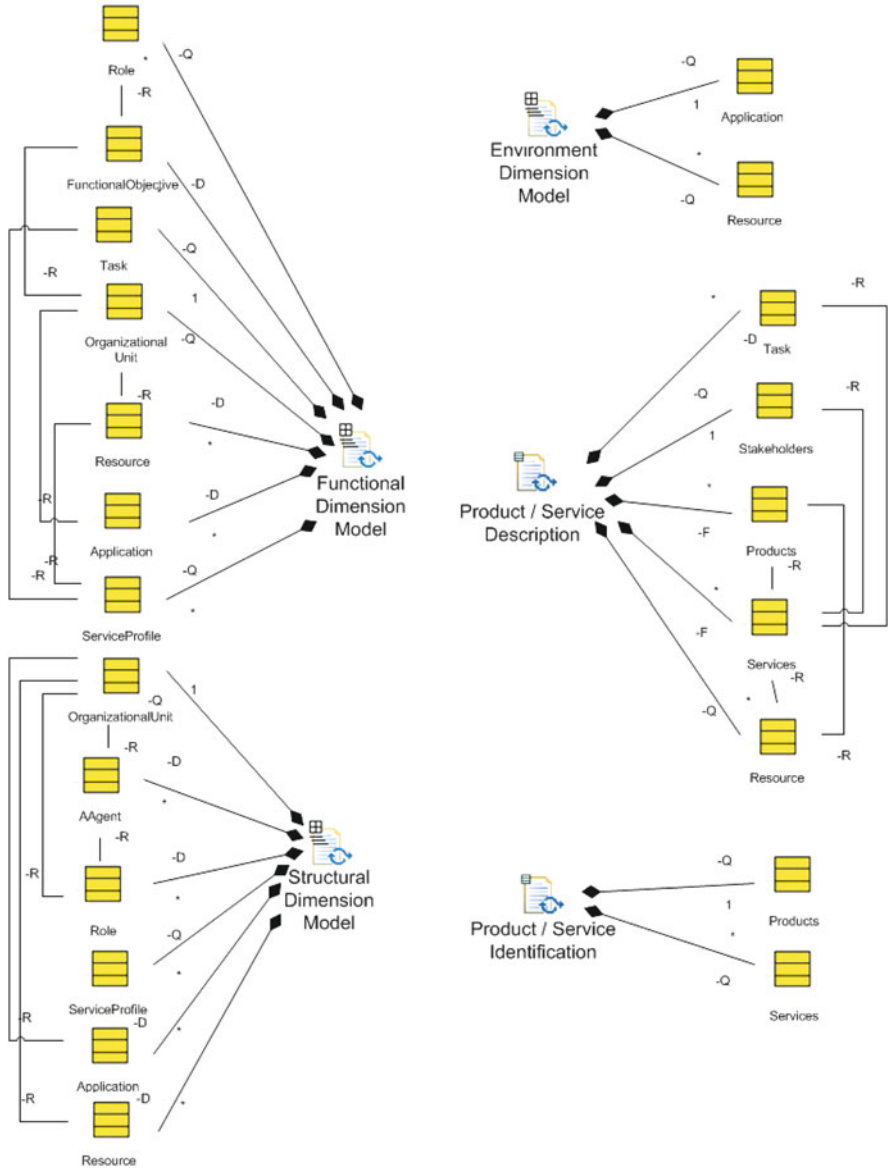 -Q
*
Role
-R
FunctionalObjective
-D
Task
-Q
-R
1
Organizational
Unit
-Q
-R
-D
Resource
*
-R
-D
Application
*
-R
-R
-Q
ServiceProfile
*
Functional
Dimension
Model
OrganizationalUnit
-Q
1
-R
-D
AAgent
*
-R
-D
-R
Role
*
-Q
ServiceProfile
*
-R
-D
Application
*
-R
-D
Resource
*
Structural
Dimension
Model
-Q
1
Application
*
-Q
Resource
Environment
Dimension
Model
*
-R
-D
Task
-Q
-R
1
Stakeholders
*
-F
Products
-R
*
-F
Services
-R
*
-Q
-R
Resource
Product / Service
Description
-Q
1
Products
*
-Q
Services
Product / Service
Identification